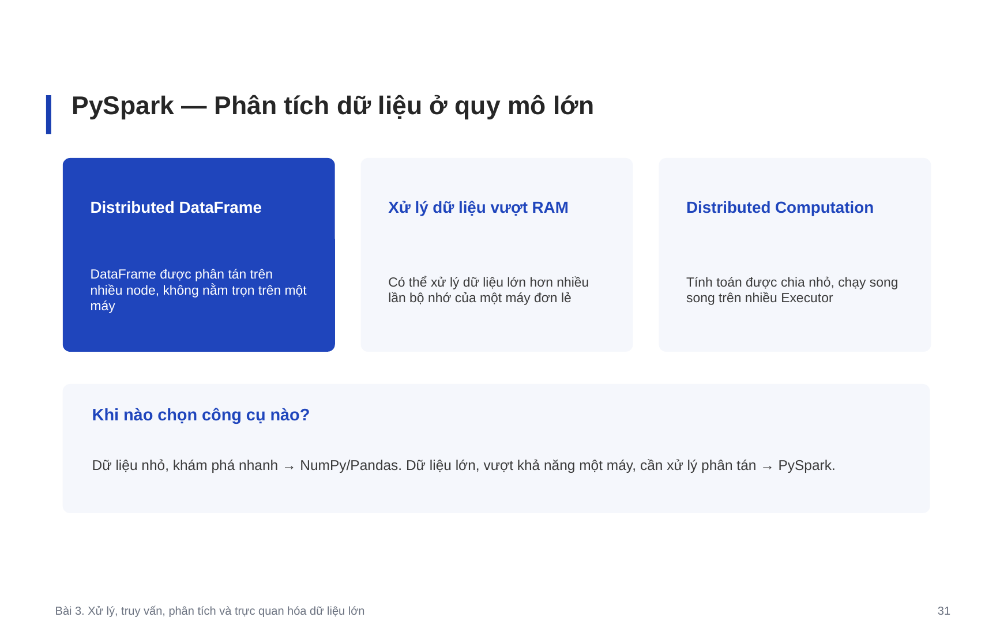 PySpark — Phân tích dữ liệu ở quy mô lớn
Distributed DataFrame
DataFrame được phân tán trên
nhiều node, không nằm trọn trên một
máy
Xử lý dữ liệu vượt RAM
Có thể xử lý dữ liệu lớn hơn nhiều
lần bộ nhớ của một máy đơn lẻ
Distributed Computation
Tính toán được chia nhỏ, chạy song
song trên nhiều Executor
Khi nào chọn công cụ nào?
Dữ liệu nhỏ, khám phá nhanh → NumPy/Pandas. Dữ liệu lớn, vượt khả năng một máy, cần xử lý phân tán → PySpark.
Bài 3. Xử lý, truy vấn, phân tích và trực quan hóa dữ liệu lớn
31